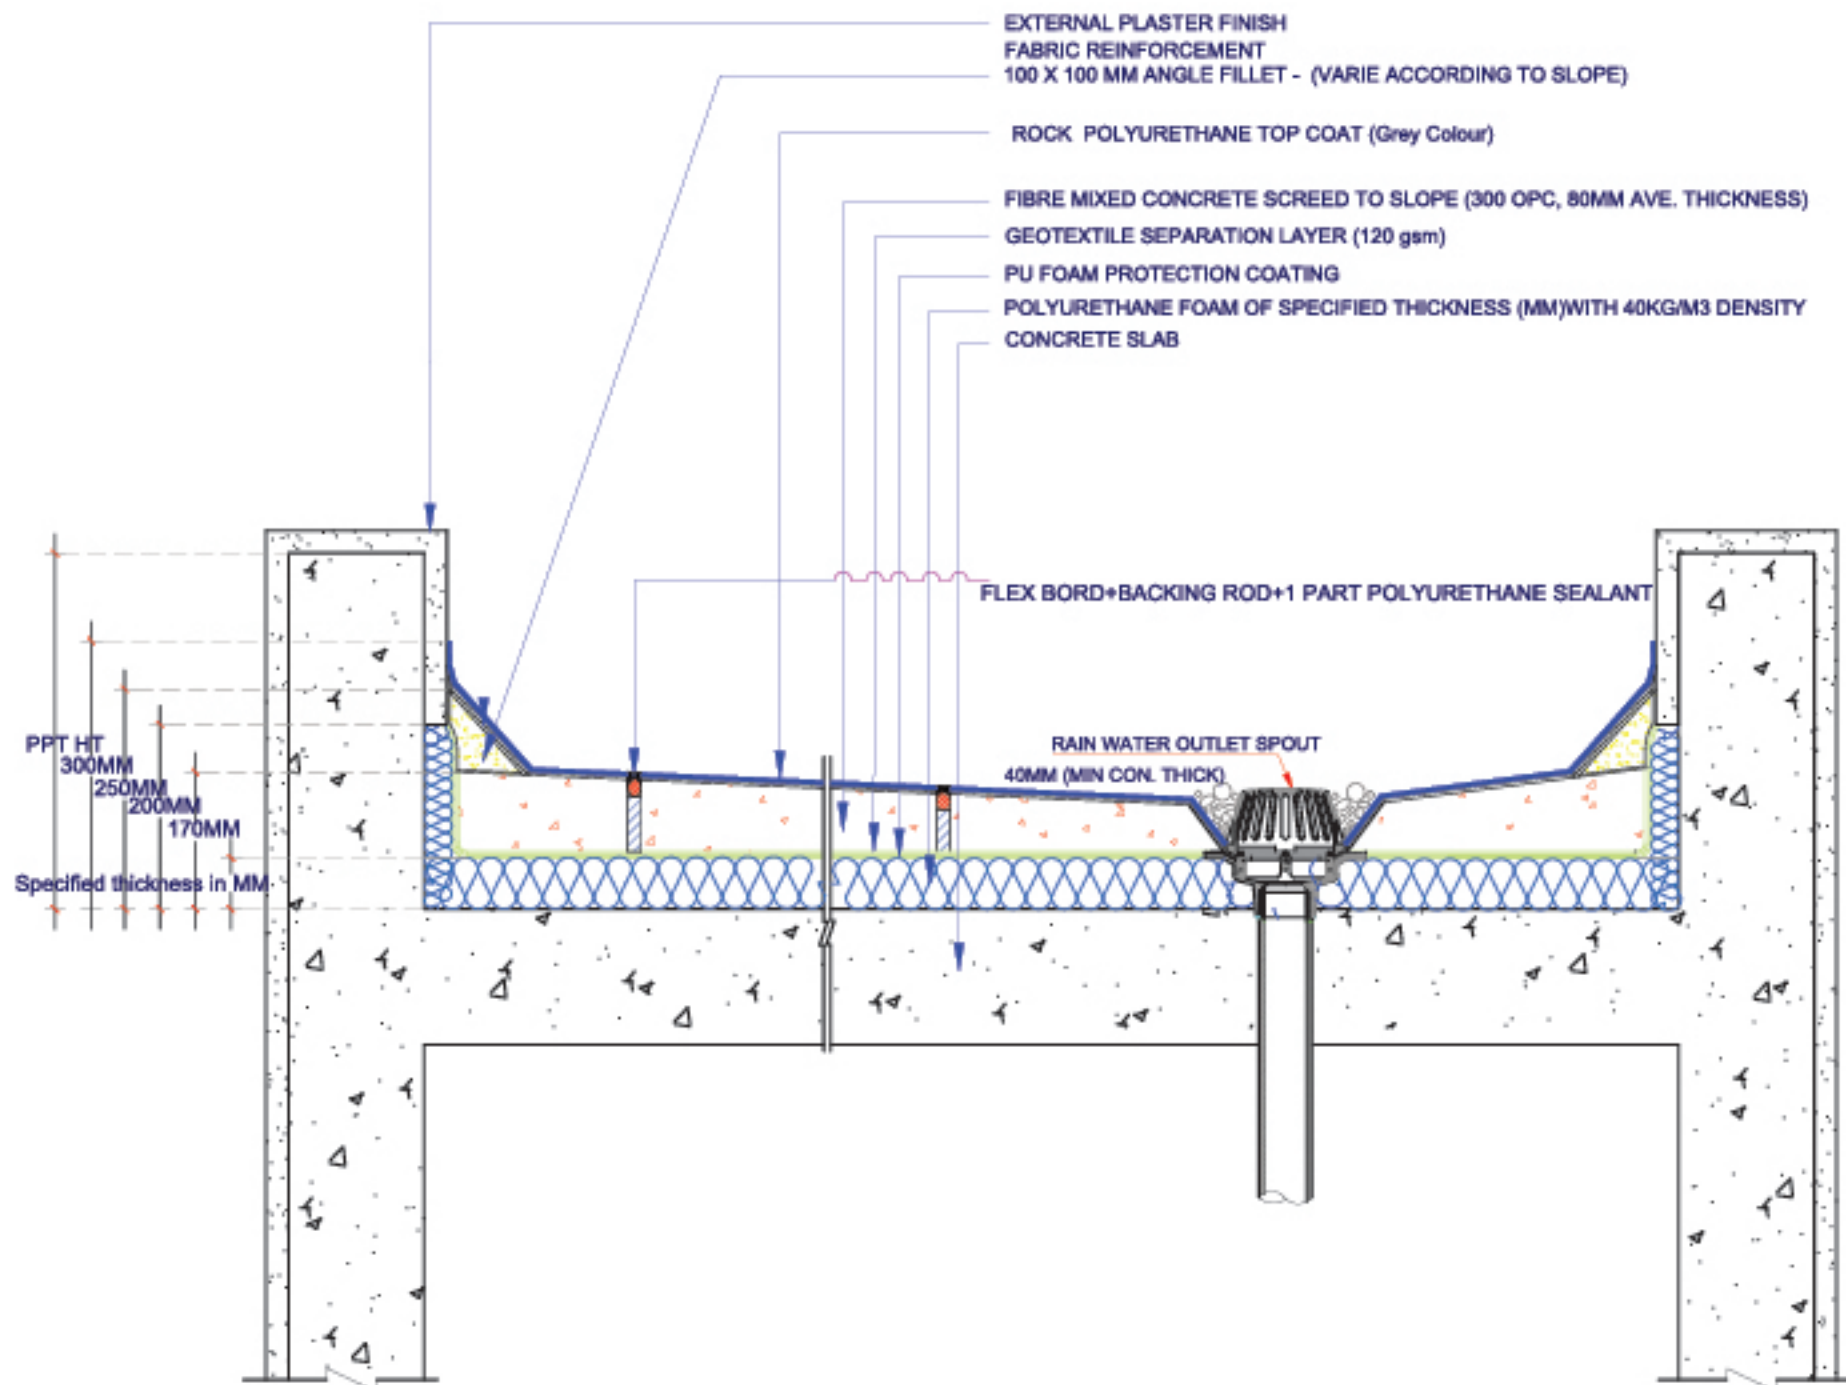 EXTERNAL PLASTER FINISH
FABRIC REINFORCEMENT
100 X 100 MM ANGLE FILLET - (VARIE ACCORDING TO SLOPE)
ROCK POLYURETHANE TOP COAT (Grey Colour)
FIBRE MIXED CONCRETE SCREED TO SLOPE (300 OPC, 80MM AVE. THICKNESS)
GEOTEXTILE SEPARATION LAYER (120 gsm)
PU FOAM PROTECTION COATING
POLYURETHANE FOAM OF SPECIFIED THICKNESS (MM)WITH 40KG/M3 DENSITY
CONCRETE SLAB
FLEX BORD+BACKING ROD+1 PART POLYURETHANE SEALANT
RAIN WATER OUTLET SPOUT
40MM (MIN CON. THICK)
PPT HT
300MM
250MM
200MM
170MM
Specified thickness in MM